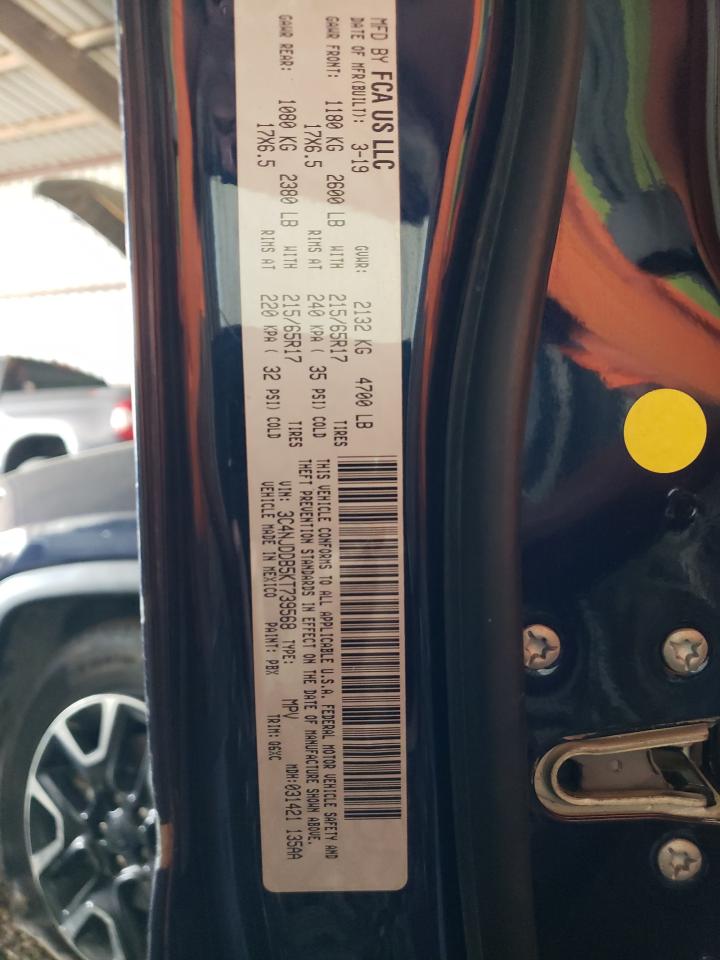 MFD BY FCA US LLC
DATE OF MFR(BUILT): 3-19 GVWR: 2132 KG 4700 LB
GAWR FRONT: 1180 KG 2600 LB WITH 215/65R17 TIRES
17X6.5 RIMS AT 240 KPA ( 35 PSI) COLD
GAWR REAR: 1080 KG 2380 LB WITH 215/65R17 TIRES
17X6.5 RIMS AT 220 KPA ( 32 PSI) COLD
THIS VEHICLE CONFORMS TO ALL APPLICABLE U.S.A. FEDERAL MOTOR VEHICLE SAFETY AND
THEFT PREVENTION STANDARDS IN EFFECT ON THE DATE OF MANUFACTURE SHOWN ABOVE.
VIN: 3C4NJDDB5KT739568 TYPE: MPV MDH:031421 135AA
VEHICLE MADE IN MEXICO PAINT: PBX TRIM: Q6XC